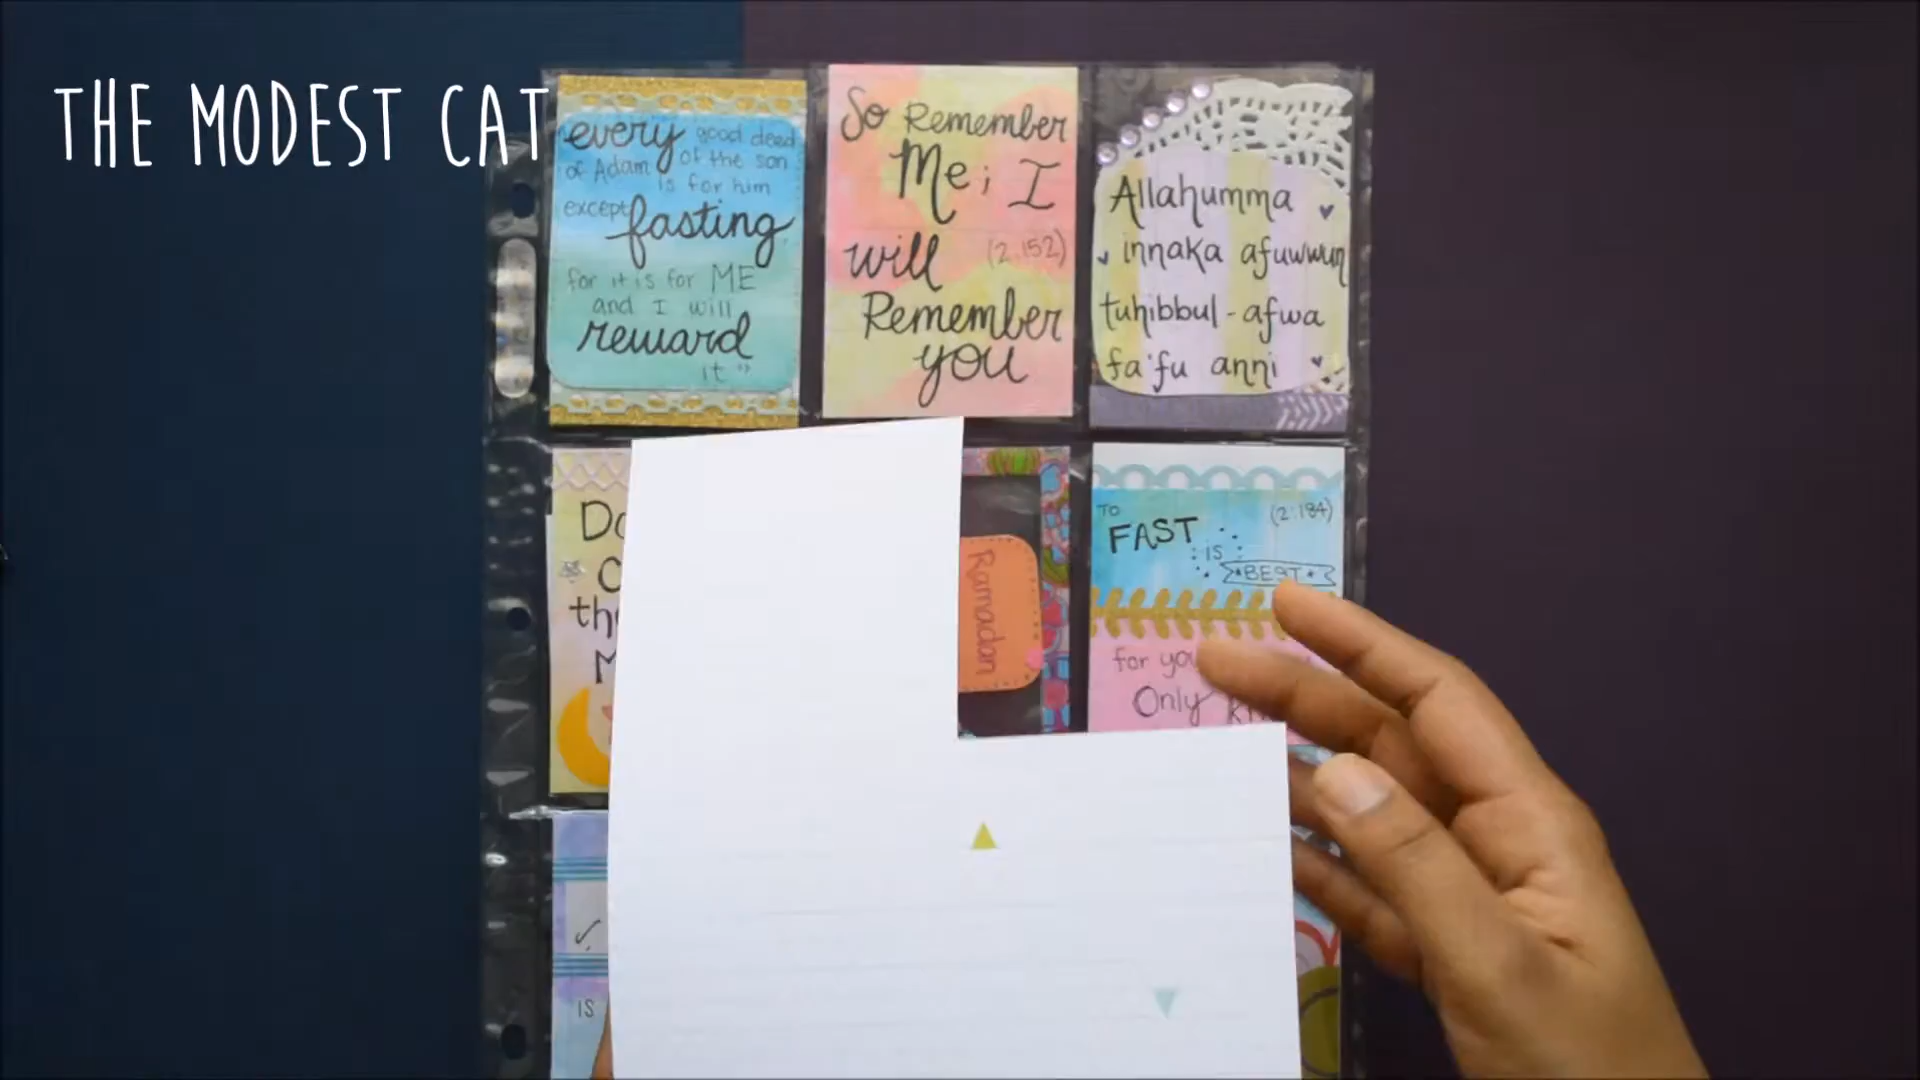 THE MODEST CAT
every good deed
of Adam of the son
is for him
except fasting
for it is for ME
and I will
reward
it "
So Remember
Me; I
will (2.152)
Remember
you
Allahumma
innaka afuwwun
tuhibbul-afwa
fa'fu anni
Ramadan
TO (2:184)
FAST
IS
BEST
for you
Only
IS